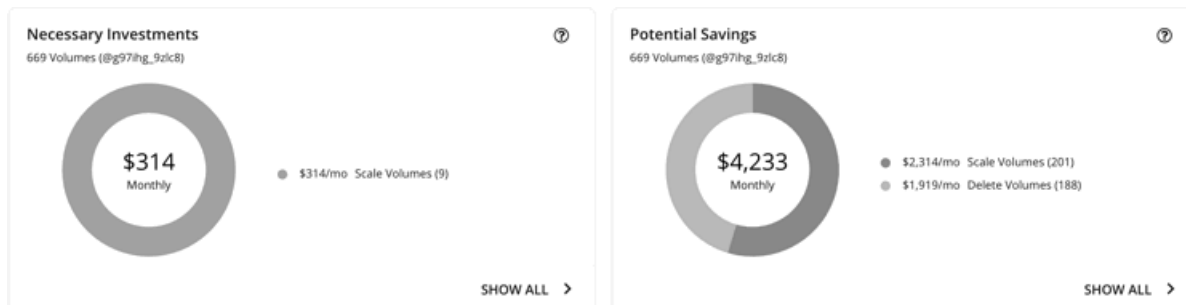 Necessary Investments
669 Volumes (@g97ihg_9zlc8)
$314
Monthly
$314/mo Scale Volumes (9)
SHOW ALL
Potential Savings
669 Volumes (@g97ihg_9zlc8)
$4,233
Monthly
$2,314/mo Scale Volumes (201)
$1,919/mo Delete Volumes (188)
SHOW ALL